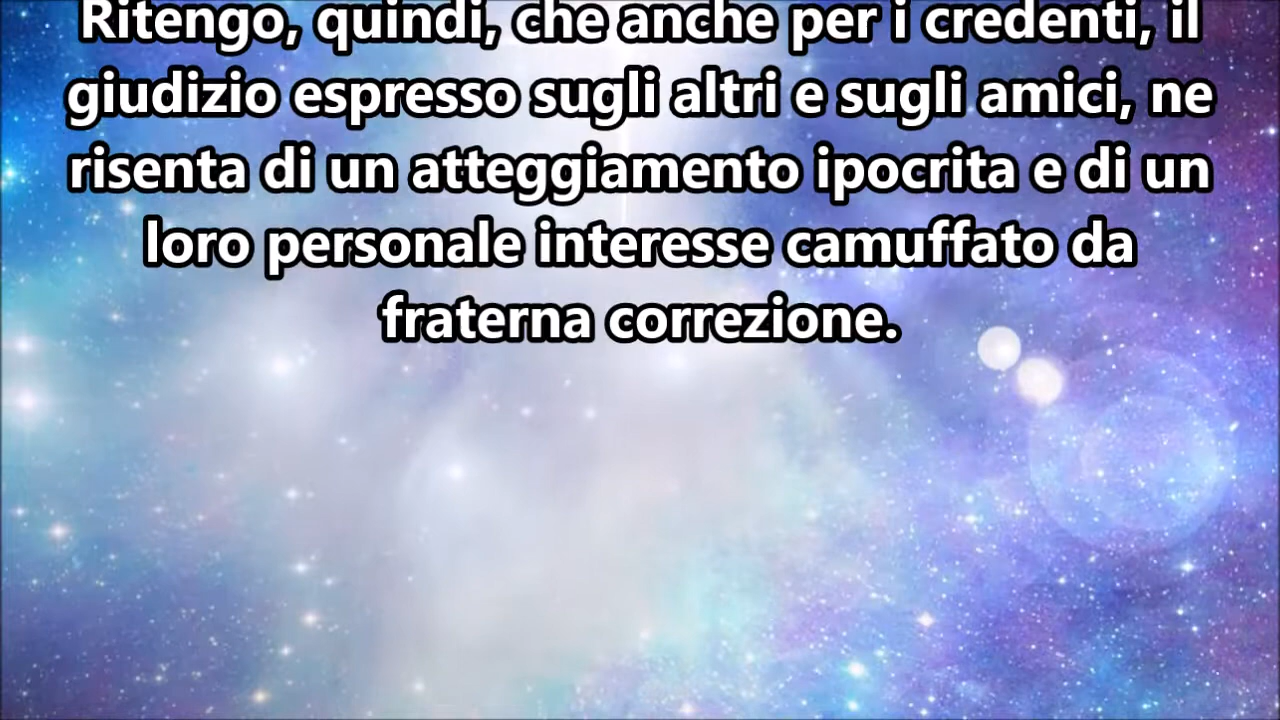 Ritengo, quindi, che anche per i credenti, il
giudizio espresso sugli altri e sugli amici, ne
risenta di un atteggiamento ipocrita e di un
loro personale interesse camuffato da
fraterna correzione.